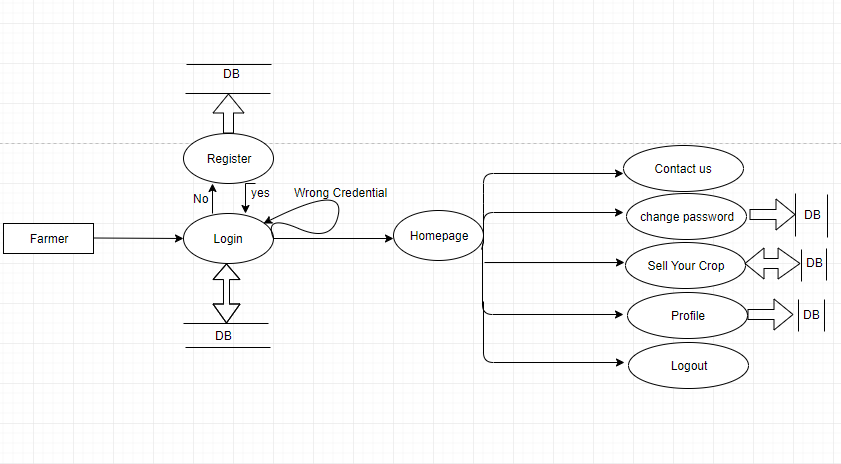 DB
Register
No
yes
Wrong Credential
Farmer
Login
Homepage
DB
Contact us
change password
DB
Sell Your Crop
DB
Profile
DB
Logout